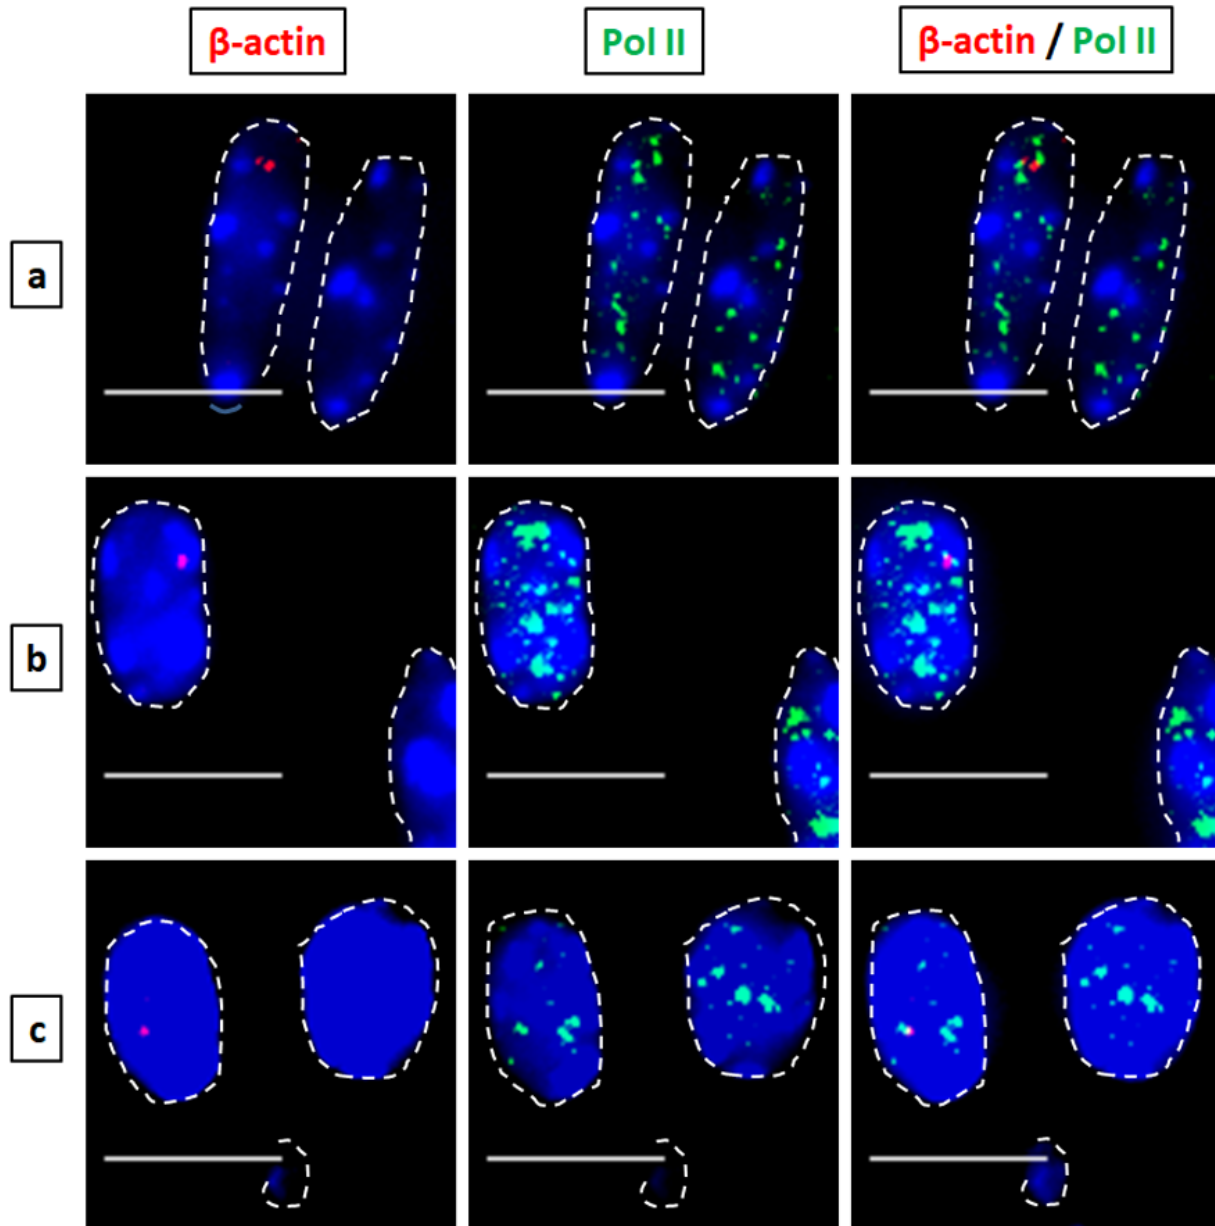 β-actin
Pol II
β-actin / Pol II
a
b
c